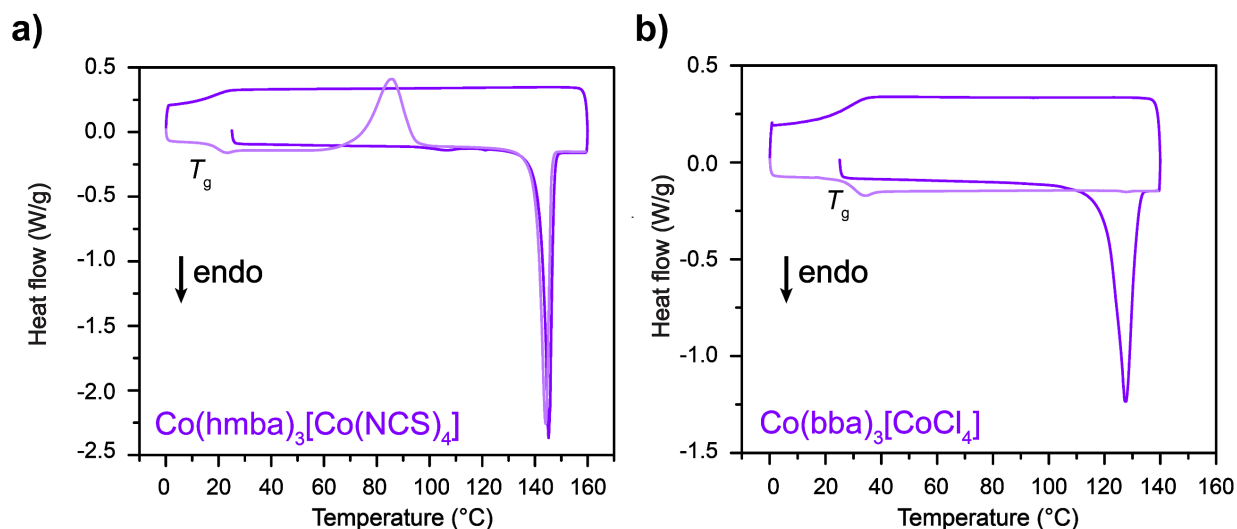 a)
0.5
0.0
-0.5
-1.0
-1.5
-2.0
-2.5
Heat flow (W/g)
T_g
endo
Co(hmba)₃[Co(NCS)₄]
0 20 40 60 80 100 120 140 160
Temperature (°C)
b)
0.5
0.0
-0.5
-1.0
-1.5
Heat flow (W/g)
T_g
endo
Co(bba)₃[CoCl₄]
0 20 40 60 80 100 120 140 160
Temperature (°C)